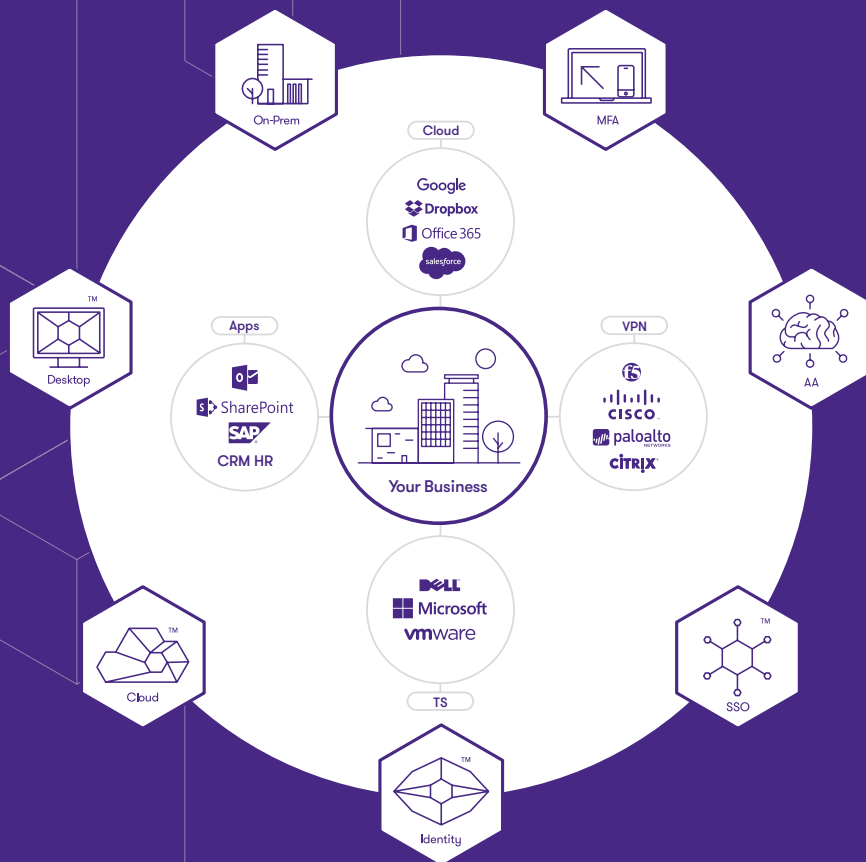 On-Prem
MFA
Cloud
Google
Dropbox
Office 365
salesforce
TM
Desktop
Apps
O
S
SharePoint
SAP
CRM HR
Your Business
VPN
f5
CISCO
paloalto
NETWORKS
CITRIX
AA
DELL
Microsoft
vmware
TS
TM
Cloud
TM
SSO
TM
Identity